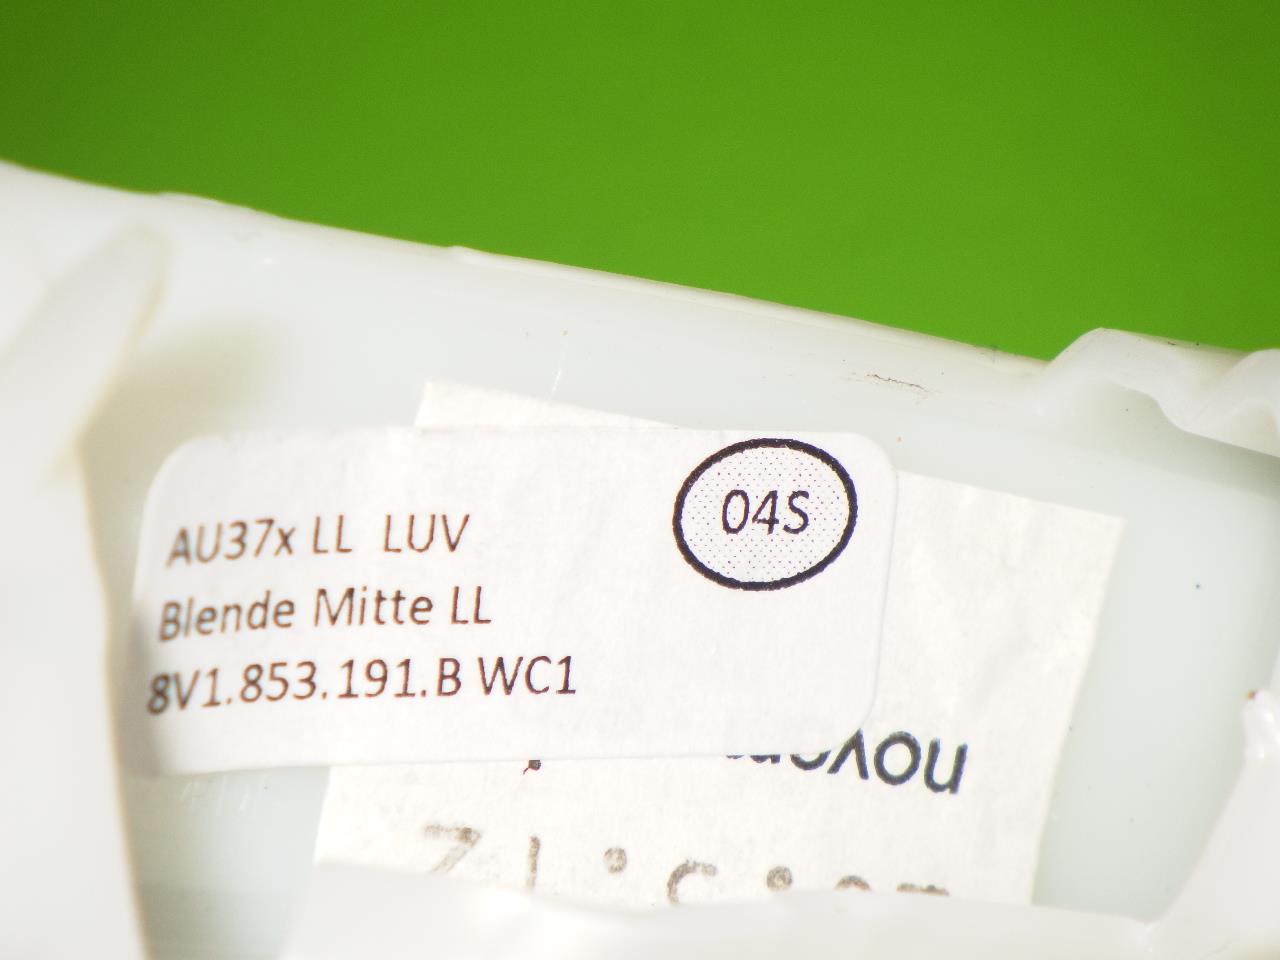 04S
AU37x LL LUV
Blende Mitte LL
8V1.853.191.B WC1